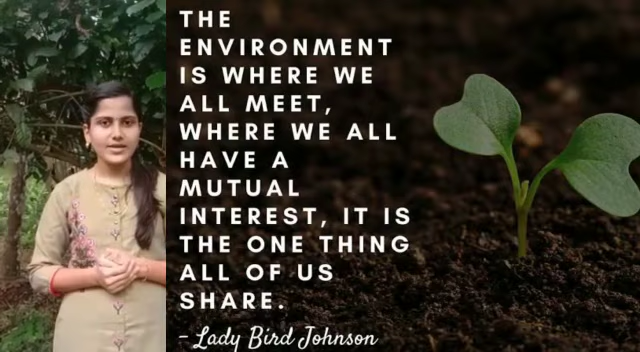 THE
ENVIRONMENT
IS WHERE WE
ALL MEET,
WHERE WE ALL
HAVE A
MUTUAL
INTEREST, IT IS
THE ONE THING
ALL OF US
SHARE.
- Lady Bird Johnson